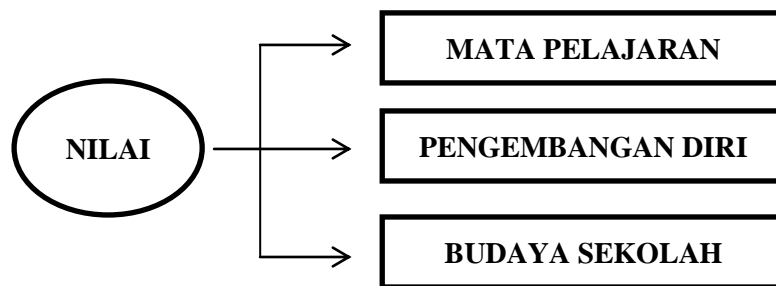 MATA PELAJARAN
NILAI
PENGEMBANGAN DIRI
BUDAYA SEKOLAH